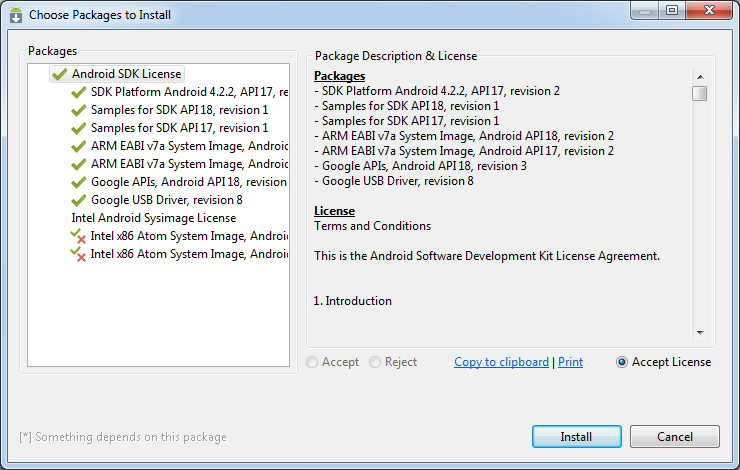 Choose Packages to Install
Packages
Android SDK License
SDK Platform Android 4.2.2, API 17, re
Samples for SDK API 18, revision 1
Samples for SDK API 17, revision 1
ARM EABI v7a System Image, Android
ARM EABI v7a System Image, Android
Google APIs, Android API 18, revision
Google USB Driver, revision 8
Intel Android Sysimage License
Intel x86 Atom System Image, Android
Intel x86 Atom System Image, Android
Package Description & License
Packages
- SDK Platform Android 4.2.2, API 17, revision 2
- Samples for SDK API 18, revision 1
- Samples for SDK API 17, revision 1
- ARM EABI v7a System Image, Android API 18, revision 2
- ARM EABI v7a System Image, Android API 17, revision 2
- Google APIs, Android API 18, revision 3
- Google USB Driver, revision 8
License
Terms and Conditions
This is the Android Software Development Kit License Agreement.
1. Introduction
Accept Reject Copy to clipboard | Print Accept License
[*] Something depends on this package
Install Cancel